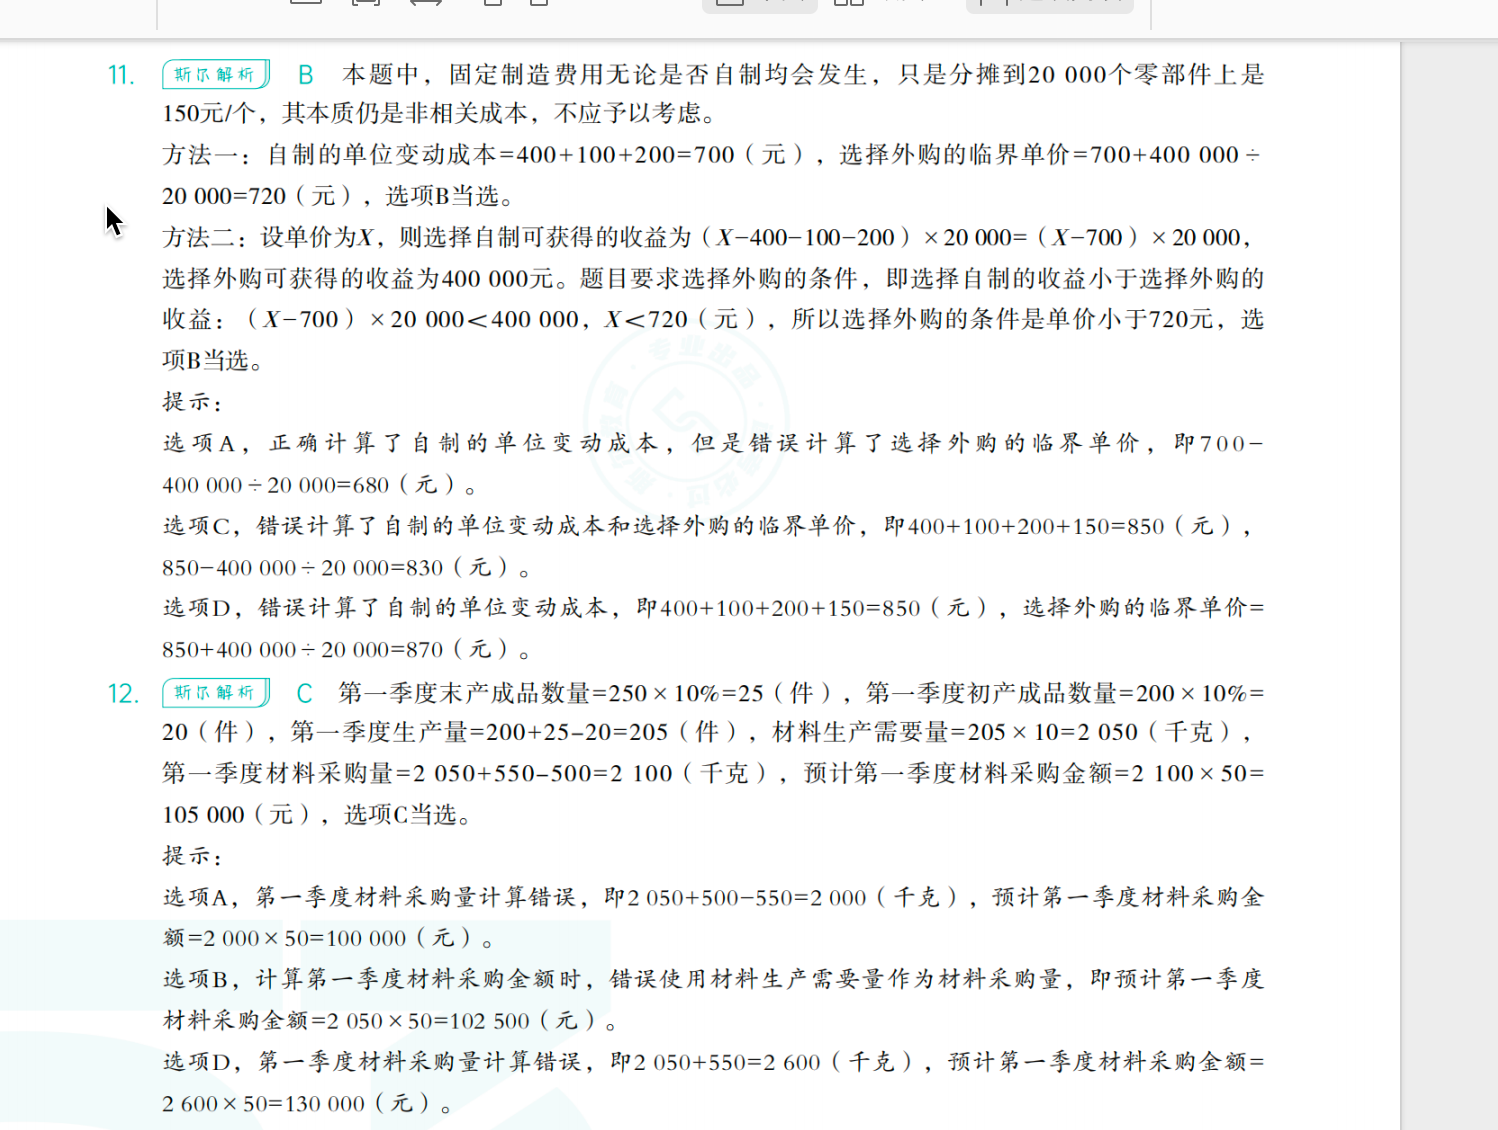 11. 斯尔解析 B 本题中，固定制造费用无论是否自制均会发生，只是分摊到20 000个零部件上是
150元/个，其本质仍是非相关成本，不应予以考虑。
方法一：自制的单位变动成本=400+100+200=700（元），选择外购的临界单价=700+400 000÷
20 000=720（元），选项B当选。
方法二：设单价为X，则选择自制可获得的收益为（X-400-100-200）×20 000=（X-700）×20 000，
选择外购可获得的收益为400 000元。题目要求选择外购的条件，即选择自制的收益小于选择外购的
收益：（X-700）×20 000＜400 000，X＜720（元），所以选择外购的条件是单价小于720元，选
项B当选。
提示：
选项A，正确计算了自制的单位变动成本，但是错误计算了选择外购的临界单价，即700-
400 000÷20 000=680（元）。
选项C，错误计算了自制的单位变动成本和选择外购的临界单价，即400+100+200+150=850（元），
850-400 000÷20 000=830（元）。
选项D，错误计算了自制的单位变动成本，即400+100+200+150=850（元），选择外购的临界单价=
850+400 000÷20 000=870（元）。
12. 斯尔解析 C 第一季度末产成品数量=250×10%=25（件），第一季度初产成品数量=200×10%=
20（件），第一季度生产量=200+25-20=205（件），材料生产需要量=205×10=2 050（千克），
第一季度材料采购量=2 050+550-500=2 100（千克），预计第一季度材料采购金额=2 100×50=
105 000（元），选项C当选。
提示：
选项A，第一季度材料采购量计算错误，即2 050+500-550=2 000（千克），预计第一季度材料采购金
额=2 000×50=100 000（元）。
选项B，计算第一季度材料采购金额时，错误使用材料生产需要量作为材料采购量，即预计第一季度
材料采购金额=2 050×50=102 500（元）。
选项D，第一季度材料采购量计算错误，即2 050+550=2 600（千克），预计第一季度材料采购金额=
2 600×50=130 000（元）。